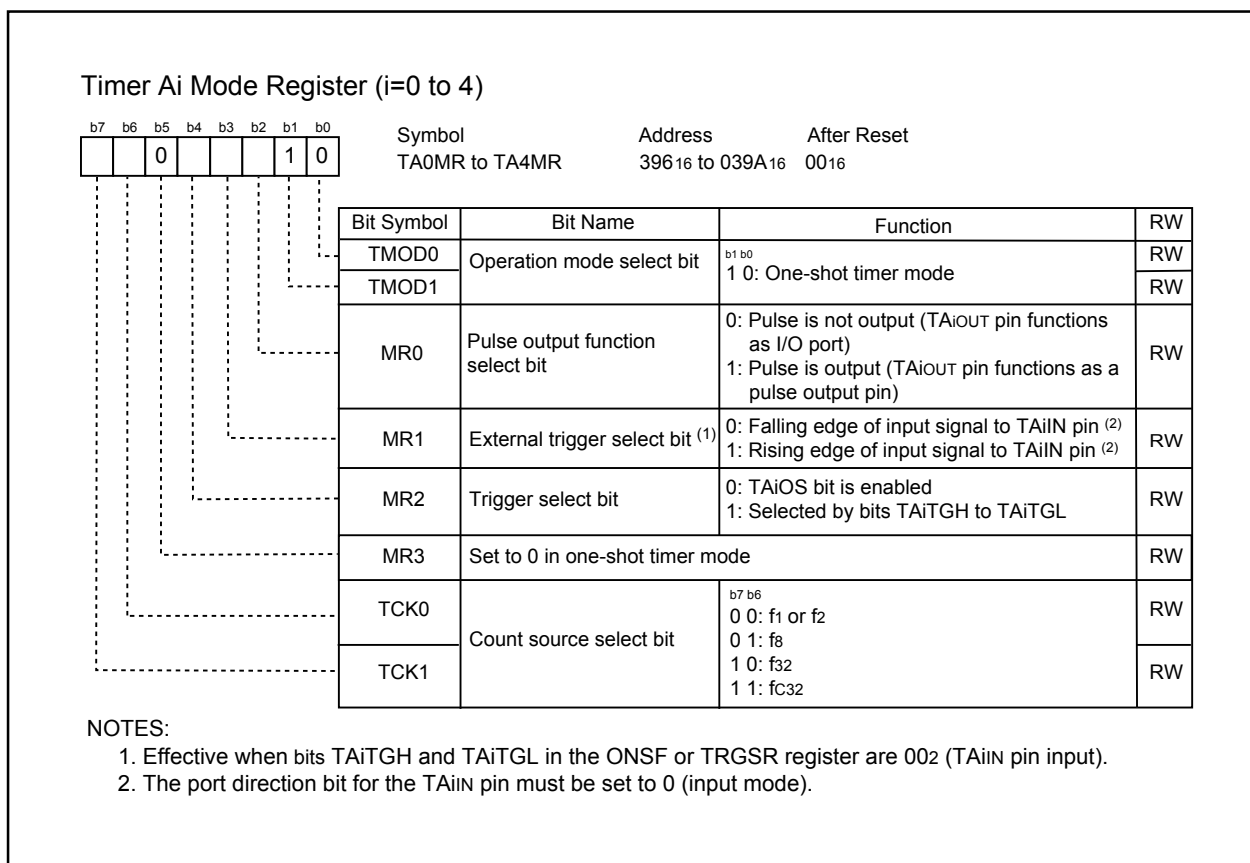 Timer Ai Mode Register (i=0 to 4)
b7 b6 b5 b4 b3 b2 b1 b0
0 1 0
Symbol Address After Reset
TA0MR to TA4MR 39616 to 039A16 0016
Bit Symbol Bit Name Function RW
TMOD0 Operation mode select bit b1 b0 RW
1 0: One-shot timer mode
TMOD1 RW
MR0 Pulse output function select bit 0: Pulse is not output (TAiOUT pin functions
as I/O port)
1: Pulse is output (TAiOUT pin functions as a
pulse output pin) RW
MR1 External trigger select bit (1) 0: Falling edge of input signal to TAiIN pin (2)
1: Rising edge of input signal to TAiIN pin (2) RW
MR2 Trigger select bit 0: TAiOS bit is enabled
1: Selected by bits TAiTGH to TAiTGL RW
MR3 Set to 0 in one-shot timer mode RW
TCK0 Count source select bit b7 b6
0 0: f1 or f2 RW
0 1: f8
TCK1 1 0: f32 RW
1 1: fC32
NOTES:
1. Effective when bits TAiTGH and TAiTGL in the ONSF or TRGSR register are 002 (TAiIN pin input).
2. The port direction bit for the TAiIN pin must be set to 0 (input mode).